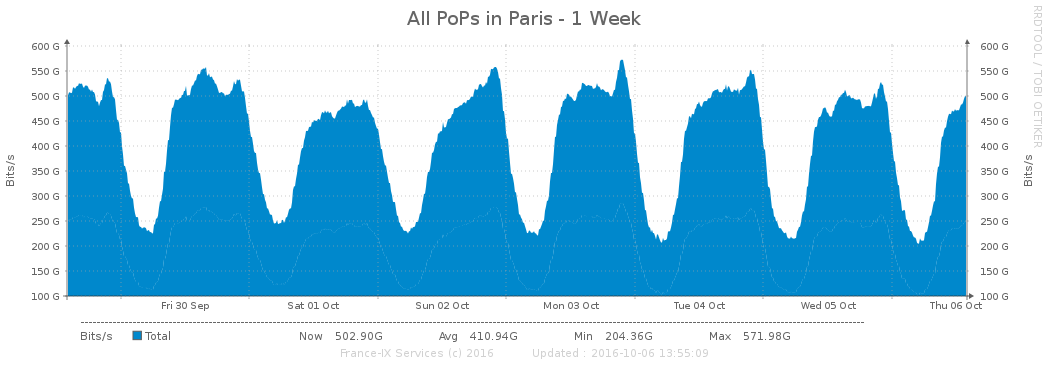 All PoPs in Paris - 1 Week
RRDTOOL / TOBI OETIKER
600 G 600 G
550 G 550 G
500 G 500 G
450 G 450 G
400 G 400 G
350 G 350 G
300 G 300 G
250 G 250 G
200 G 200 G
150 G 150 G
100 G 100 G
Bits/s
Bits/s
Fri 30 Sep Sat 01 Oct Sun 02 Oct Mon 03 Oct Tue 04 Oct Wed 05 Oct Thu 06 Oct
Bits/s Total Now 502.90G Avg 410.94G Min 204.36G Max 571.98G
France-IX Services (c) 2016 Updated : 2016-10-06 13:55:09